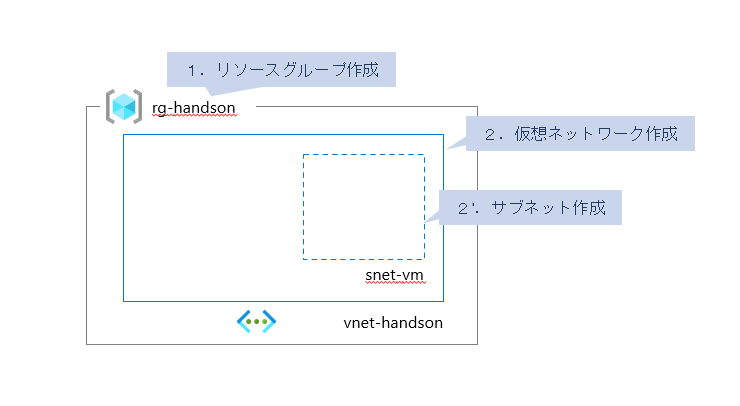 １．リソースグループ作成
rg-handson
２．仮想ネットワーク作成
２'．サブネット作成
snet-vm
vnet-handson